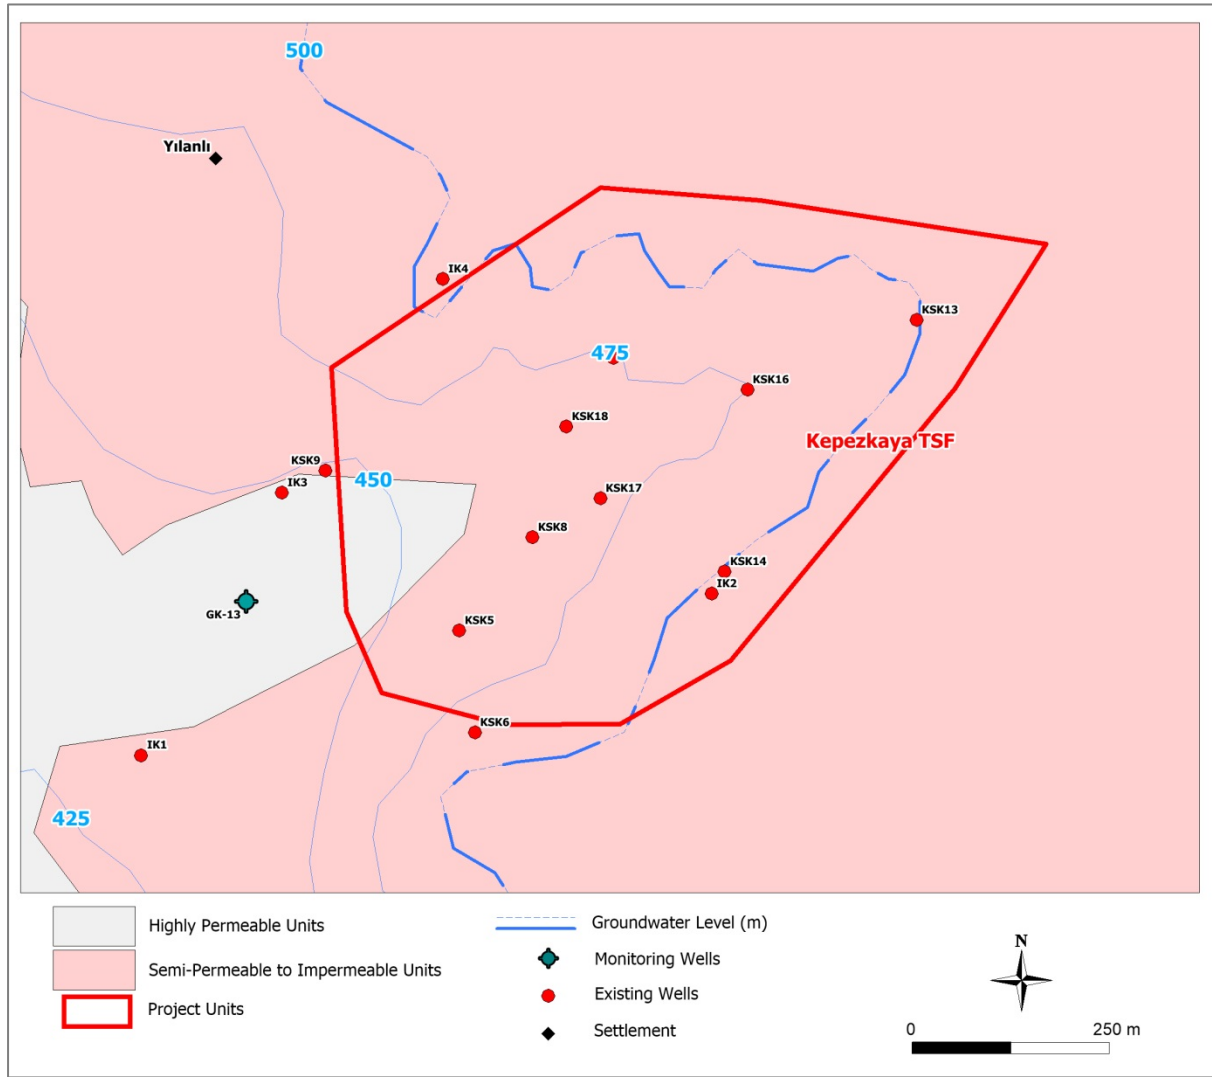 500
Yılanlı
IK4
KSK13
475
KSK16
KSK18
Kepezkaya TSF
KSK9
450
IK3
KSK17
KSK8
KSK14
IK2
GK-13
KSK5
KSK6
IK1
425
Highly Permeable Units
Semi-Permeable to Impermeable Units
Project Units
Groundwater Level (m)
Monitoring Wells
Existing Wells
Settlement
N
0 250 m